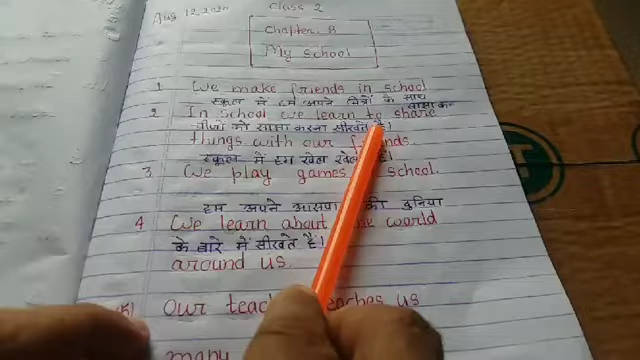 Aug 12, 2020
Class 2
Chapter 8
My School
1 We make friends in school
स्कूल में हम अपने मित्रों के साथ
2 In School we learn to share
चीजों को साझा करना सीखते हैं।
things with our friends.
स्कूल में हम खेल खेलते हैं।
3 We play games school.
हम अपने आसपास की दुनिया
4 We learn about the world
के बारे में सीखते हैं।
around us.
(5) Our teacher teaches us
many